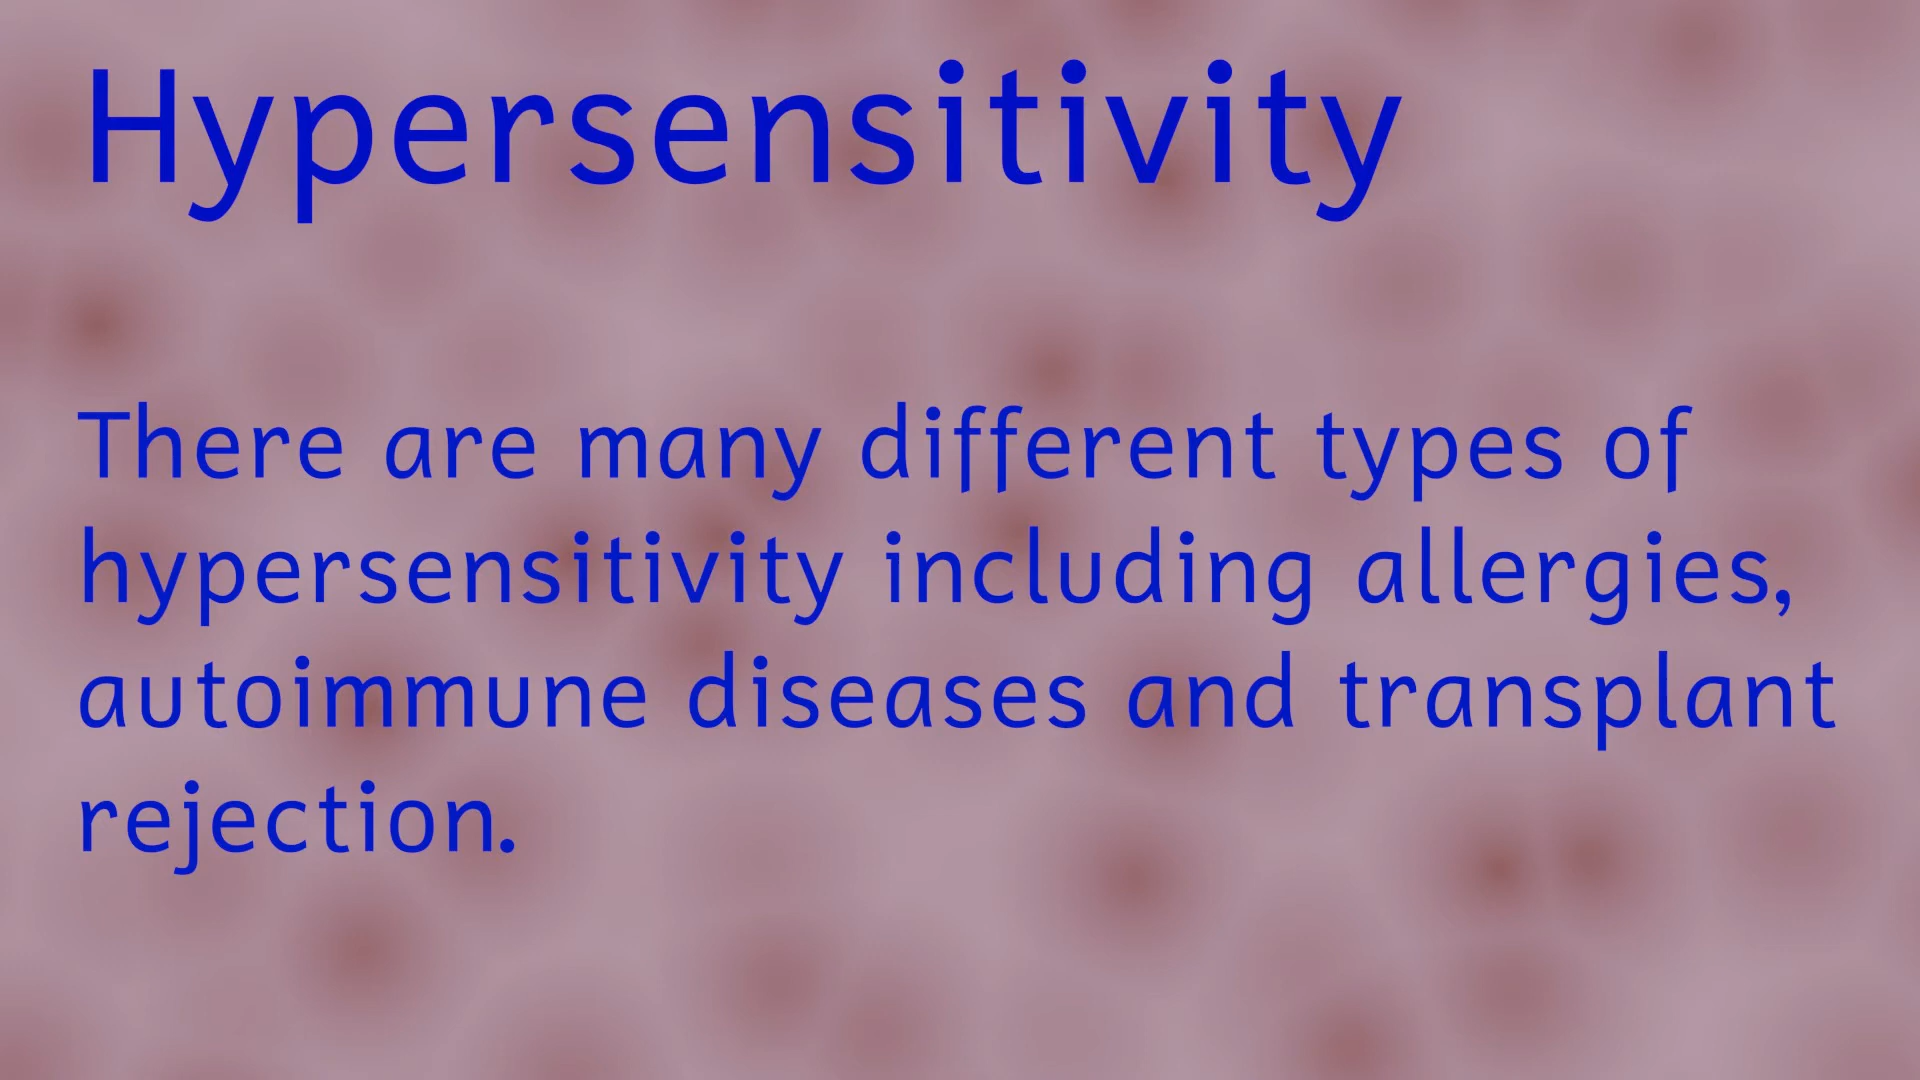 Hypersensitivity
There are many different types of
hypersensitivity including allergies,
autoimmune diseases and transplant
rejection.